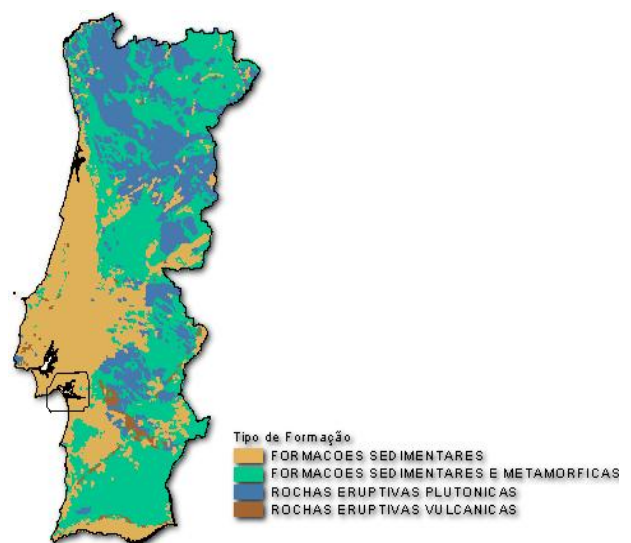 Tipo de Formação
FORMACOES SEDIMENTARES
FORMACOES SEDIMENTARES E METAMORFICAS
ROCHAS ERUPTIVAS PLUTONICAS
ROCHAS ERUPTIVAS VULCANICAS